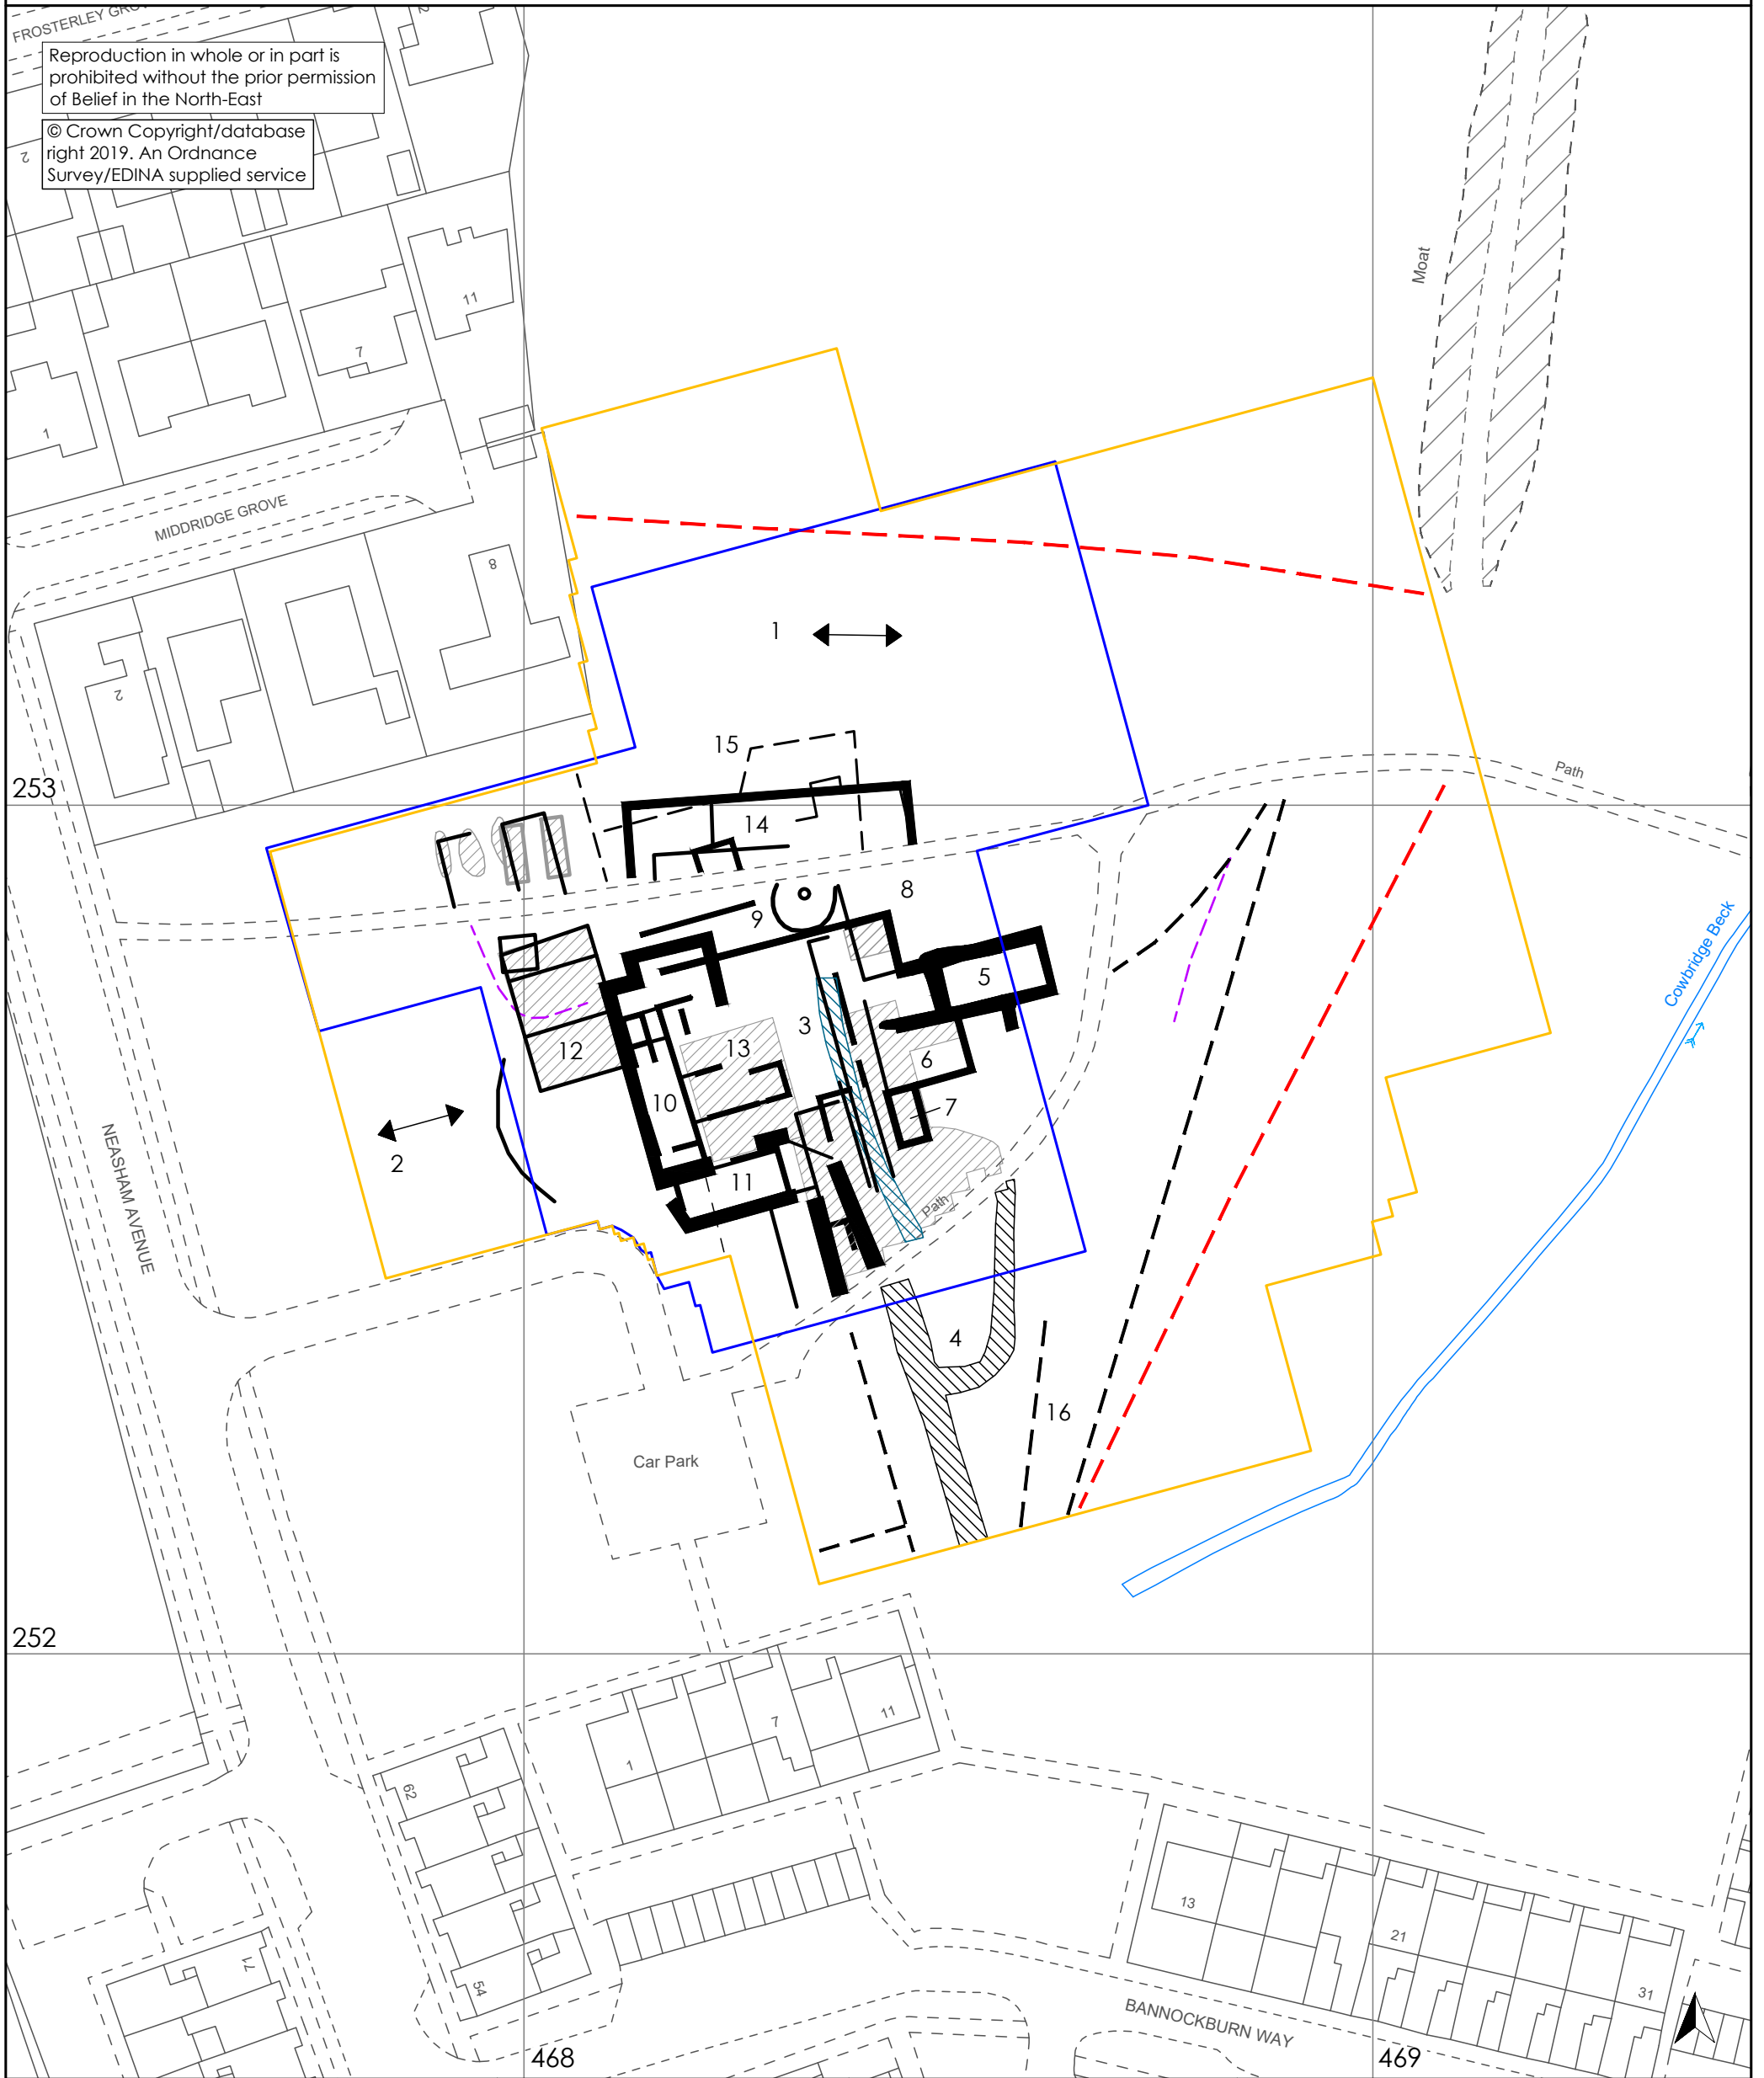 FROSTERLEY GRO
2
Reproduction in whole or in part is
prohibited without the prior permission
of Belief in the North-East
© Crown Copyright/database
right 2019. An Ordnance
Survey/EDINA supplied service
2
Moat
11
7
1
MIDDRIDGE GROVE
8
1
2
15
Path
253
14
8
9
Cowbridge Beck
5
3
12
13
6
10
7
NEASHAM AVENUE
2
11
Path
4
16
Car Park
252
1
7
11
62
13
21
71
54
31
BANNOCKBURN WAY
468
469